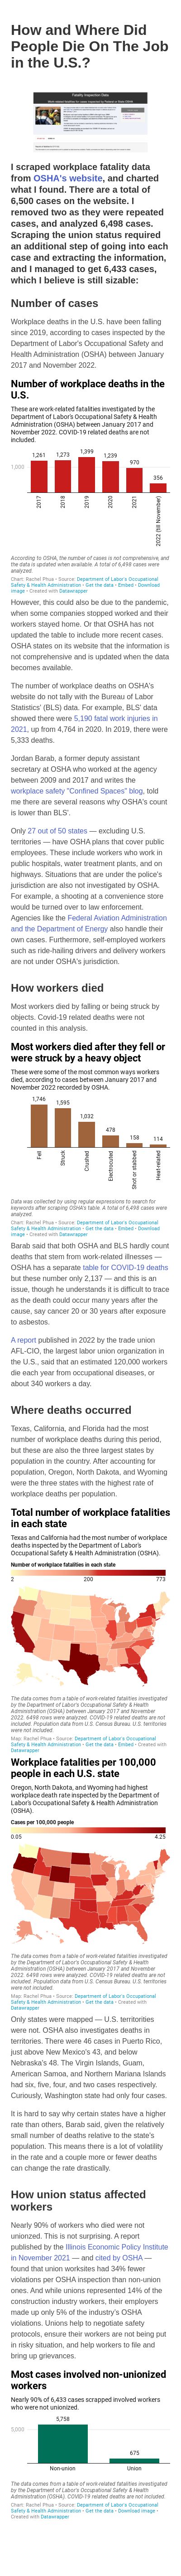 How and Where Did
People Die On The Job
in the U.S.?
Fatality Inspection Data
I scraped workplace fatality data
from OSHA's website, and charted
what I found. There are a total of
6,500 cases on the website. I
removed two as they were repeated
cases, and analyzed 6,498 cases.
Scraping the union status required
an additional step of going into each
case and extracting the information,
and I managed to get 6,433 cases,
which I believe is still sizable:
Number of cases
Workplace deaths in the U.S. have been falling
since 2019, according to cases inspected by the
Department of Labor's Occupational Safety and
Health Administration (OSHA) between January
2017 and November 2022.
Number of workplace deaths in the
U.S.
These are work-related fatalities investigated by the
Department of Labor's Occupational Safety & Health
Administration (OSHA) between January 2017 and
November 2022. COVID-19 related deaths are not
included.
1,261 1,273 1,399 1,239 970 356
1,000
2017 2018 2019 2020 2021 2022 (till November)
According to OSHA, the number of cases is not comprehensive, and
the data is updated when available. A total of 6,498 cases were
analyzed.
Chart: Rachel Phua • Source: Department of Labor's Occupational
Safety & Health Administration • Get the data • Embed • Download
image • Created with Datawrapper
However, this could also be due to the pandemic,
when some companies stopped worked and their
workers stayed home. Or that OSHA has not
updated the table to include more recent cases.
OSHA states on its website that the information is
not comprehensive and is updated when the data
becomes available.
The number of workplace deaths on OSHA's
website do not tally with the Bureau of Labor
Statistics' (BLS) data. For example, BLS' data
showed there were 5,190 fatal work injuries in
2021, up from 4,764 in 2020. In 2019, there were
5,333 deaths.
Jordan Barab, a former deputy assistant
secretary at OSHA who worked at the agency
between 2009 and 2017 and writes the
workplace safety "Confined Spaces" blog, told
me there are several reasons why OSHA's count
is lower than BLS'.
Only 27 out of 50 states — excluding U.S.
territories — have OSHA plans that cover public
employees. These include workers who work in
public hospitals, water treatment plants, and on
highways. Situations that are under the police's
jurisdiction are also not investigated by OSHA.
For example, a shooting at a convenience store
would be turned over to law enforcement.
Agencies like the Federal Aviation Administration
and the Department of Energy also handle their
own cases. Furthermore, self-employed workers
such as ride-hailing drivers and delivery workers
are not under OSHA's jurisdiction.
How workers died
Most workers died by falling or being struck by
objects. Covid-19 related deaths were not
counted in this analysis.
Most workers died after they fell or
were struck by a heavy object
These were some of the most common ways workers
died, according to cases between January 2017 and
November 2022 recorded by OSHA.
1,746 1,595 1,032 478 158 114
Fell Struck Crushed Electrocuted Shot or stabbed Heat-related
Data was collected by using regular expressions to search for
keywords after scraping OSHA's table. A total of 6,498 cases were
analyzed.
Chart: Rachel Phua • Source: Department of Labor's Occupational
Safety & Health Administration • Get the data • Embed • Download
image • Created with Datawrapper
Barab said that both OSHA and BLS hardly count
deaths that stem from work-related illnesses —
OSHA has a separate table for COVID-19 deaths
but these number only 2,137 — and this is an
issue, though he understands it is difficult to trace
as the death could occur many years after the
cause, say cancer 20 or 30 years after exposure
to asbestos.
A report published in 2022 by the trade union
AFL-CIO, the largest labor union organization in
the U.S., said that an estimated 120,000 workers
die each year from occupational diseases, or
about 340 workers a day.
Where deaths occurred
Texas, California, and Florida had the most
number of workplace deaths during this period,
but these are also the three largest states by
population in the country. After accounting for
population, Oregon, North Dakota, and Wyoming
were the three states with the highest rate of
workplace deaths per population.
Total number of workplace fatalities
in each state
Texas and California had the most number of workplace
deaths inspected by the Department of Labor's
Occupational Safety & Health Administration (OSHA).
Number of workplace fatalities in each state
2 200 773
The data comes from a table of work-related fatalities investigated
by the Department of Labor's Occupational Safety & Health
Administration (OSHA) between January 2017 and November
2022. 6498 rows were analyzed. COVID-19 related deaths are not
included. Population data from U.S. Census Bureau. U.S. territories
were not included.
Map: Rachel Phua • Source: Department of Labor's Occupational
Safety & Health Administration • Get the data • Embed • Created with
Datawrapper
Workplace fatalities per 100,000
people in each U.S. state
Oregon, North Dakota, and Wyoming had highest
workplace death rate inspected by the Department of
Labor's Occupational Safety & Health Administration
(OSHA).
Cases per 100,000 people
0.05 4.25
The data comes from a table of work-related fatalities investigated
by the Department of Labor's Occupational Safety & Health
Administration (OSHA) between January 2017 and November
2022. 6498 rows were analyzed. COVID-19 related deaths are not
included. Population data from U.S. Census Bureau. U.S. territories
were not included.
Map: Rachel Phua • Source: Department of Labor's Occupational
Safety & Health Administration • Get the data • Created with
Datawrapper
Only states were mapped — U.S. territorities
were not. OSHA also investigates deaths in
territories. There were 46 cases in Puerto Rico,
just above New Mexico's 43, and below
Nebraska's 48. The Virgin Islands, Guam,
American Samoa, and Northern Mariana Islands
had six, five, four, and two cases respectively.
Curiously, Washington state had only four cases.
It is hard to say why certain states have a higher
rate than others, Barab said, given the relatively
small number of deaths relative to the state's
population. This means there is a lot of volatility
in the rate and a couple more or fewer deaths
can change the rate drastically.
How union status affected
workers
Nearly 90% of workers who died were not
unionized. This is not surprising. A report
published by the Illinois Economic Policy Institute
in November 2021 — and cited by OSHA —
found that union worksites had 34% fewer
violations per OSHA inspection than non-union
ones. And while unions represented 14% of the
construction industry workers, their employers
made up only 5% of the industry's OSHA
violations. Unions help to negotiate safety
protocols, ensure their workers are not being put
in risky situation, and help workers to file and
bring up grievances.
Most cases involved non-unionized
workers
Nearly 90% of 6,433 scrapped involved workers
who were not unionized.
5,758
5,000
675
Non-union Union
The data comes from a table of work-related fatalities investigated
by the Department of Labor's Occupational Safety & Health
Administration (OSHA). COVID-19 related deaths are not included.
Chart: Rachel Phua • Source: Department of Labor's Occupational
Safety & Health Administration • Get the data • Download image •
Created with Datawrapper